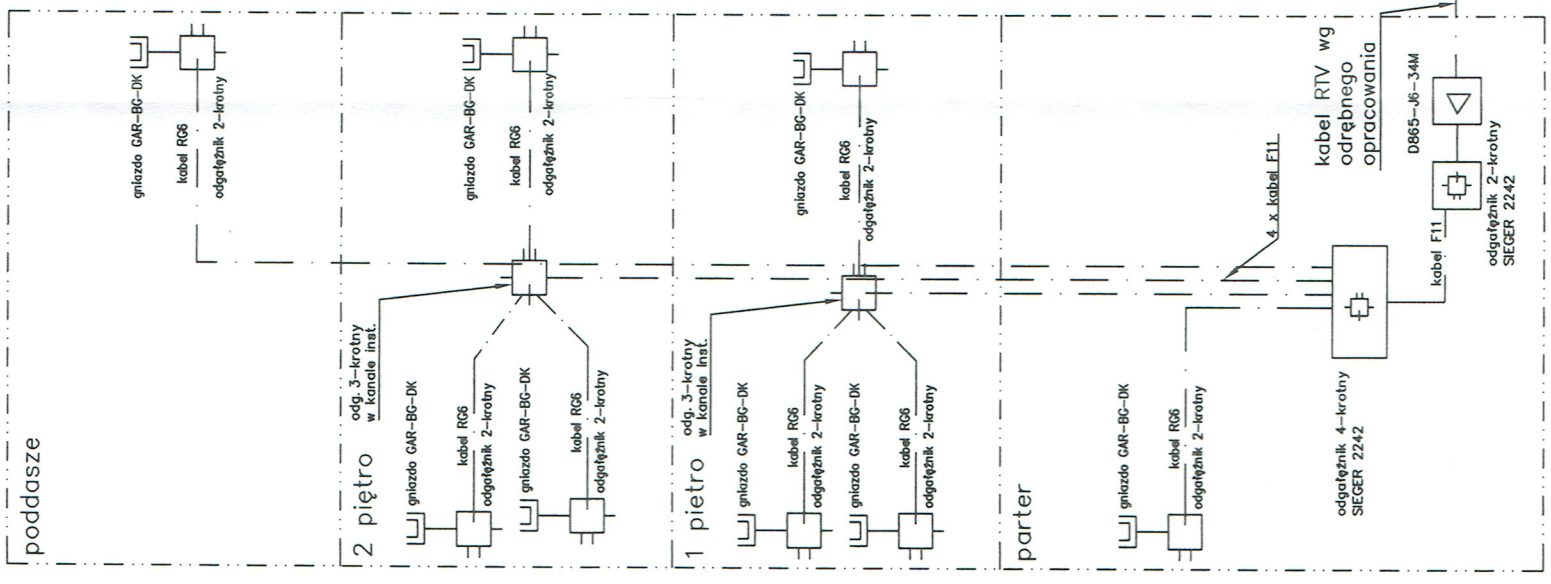 poddasze
gniazdo GAR-BG-DK
kabel RG6
odgałęźnik 2-krotny
2 piętro
odg. 3-krotny
w kanale inst.
gniazdo GAR-BG-DK
kabel RG6
odgałęźnik 2-krotny
gniazdo GAR-BG-DK
kabel RG6
odgałęźnik 2-krotny
gniazdo GAR-BG-DK
kabel RG6
odgałęźnik 2-krotny
1 pietro
odg. 3-krotny
w kanale inst.
gniazdo GAR-BG-DK
kabel RG6
odgałęźnik 2-krotny
gniazdo GAR-BG-DK
kabel RG6
odgałęźnik 2-krotny
gniazdo GAR-BG-DK
kabel RG6
odgałęźnik 2-krotny
parter
gniazdo GAR-BG-DK
kabel RG6
odgałęźnik 2-krotny
4 x kabel F11
kabel RTV wg
odrębnego
opracowania
D865-J6-34M
odgałęźnik 2-krotny
SIEGER 2242
kabel F11
odgałęźnik 4-krotny
SIEGER 2242